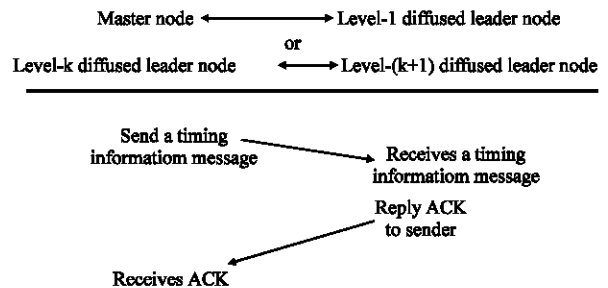 Master node Level-1 diffused leader node
or
Level-k diffused leader node Level-(k+1) diffused leader node
Send a timing
informatiom message
Receives a timing
informatiom message
Reply ACK
to sender
Receives ACK